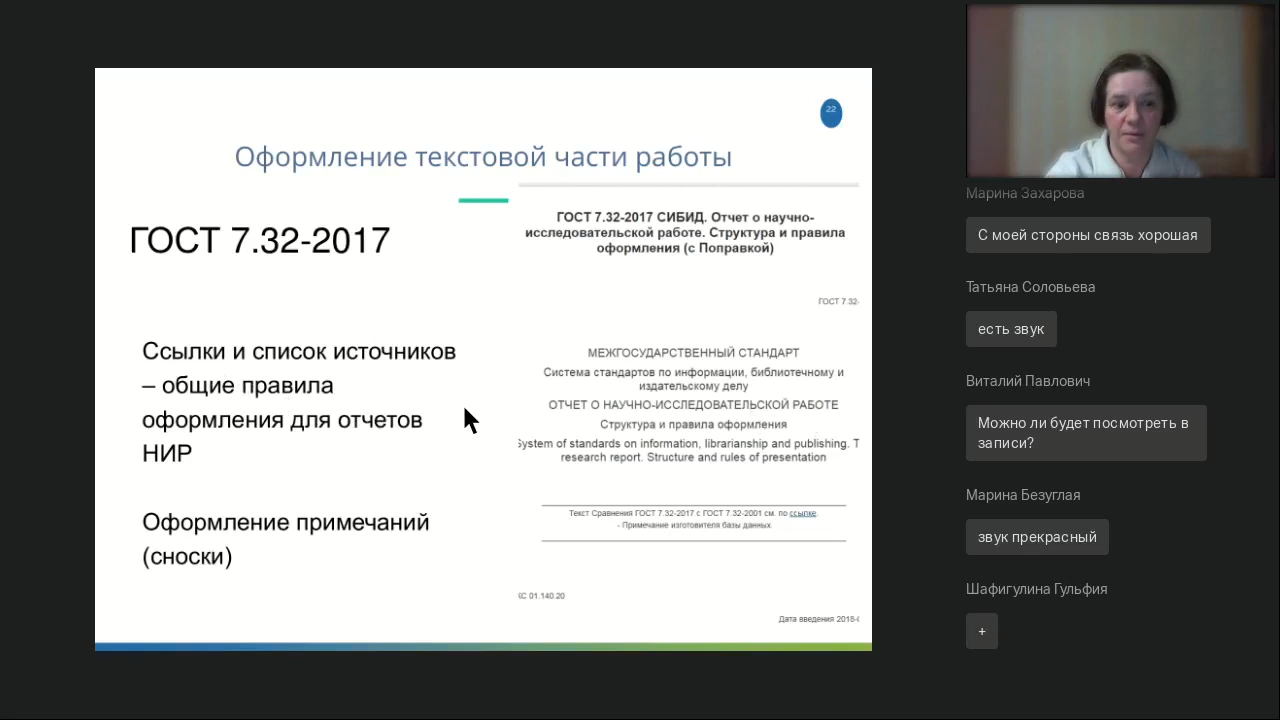 22
Оформление текстовой части работы
ГОСТ 7.32-2017
Ссылки и список источников
– общие правила
оформления для отчетов
НИР
Оформление примечаний
(сноски)
ГОСТ 7.32-2017 СИБИД. Отчет о научно-
исследовательской работе. Структура и правила
оформления (с Поправкой)
ГОСТ 7.32-
МЕЖГОСУДАРСТВЕННЫЙ СТАНДАРТ
Система стандартов по информации, библиотечному и
издательскому делу
ОТЧЕТ О НАУЧНО-ИССЛЕДОВАТЕЛЬСКОЙ РАБОТЕ
Структура и правила оформления
System of standards on information, librarianship and publishing. T
research report. Structure and rules of presentation
Текст Сравнения ГОСТ 7.32-2017 с ГОСТ 7.32-2001 см. по ссылке.
- Примечание изготовителя базы данных.
КС 01.140.20
Дата введения 2018-
Марина Захарова
С моей стороны связь хорошая
Татьяна Соловьева
есть звук
Виталий Павлович
Можно ли будет посмотреть в
записи?
Марина Безуглая
звук прекрасный
Шафигулина Гульфия
+